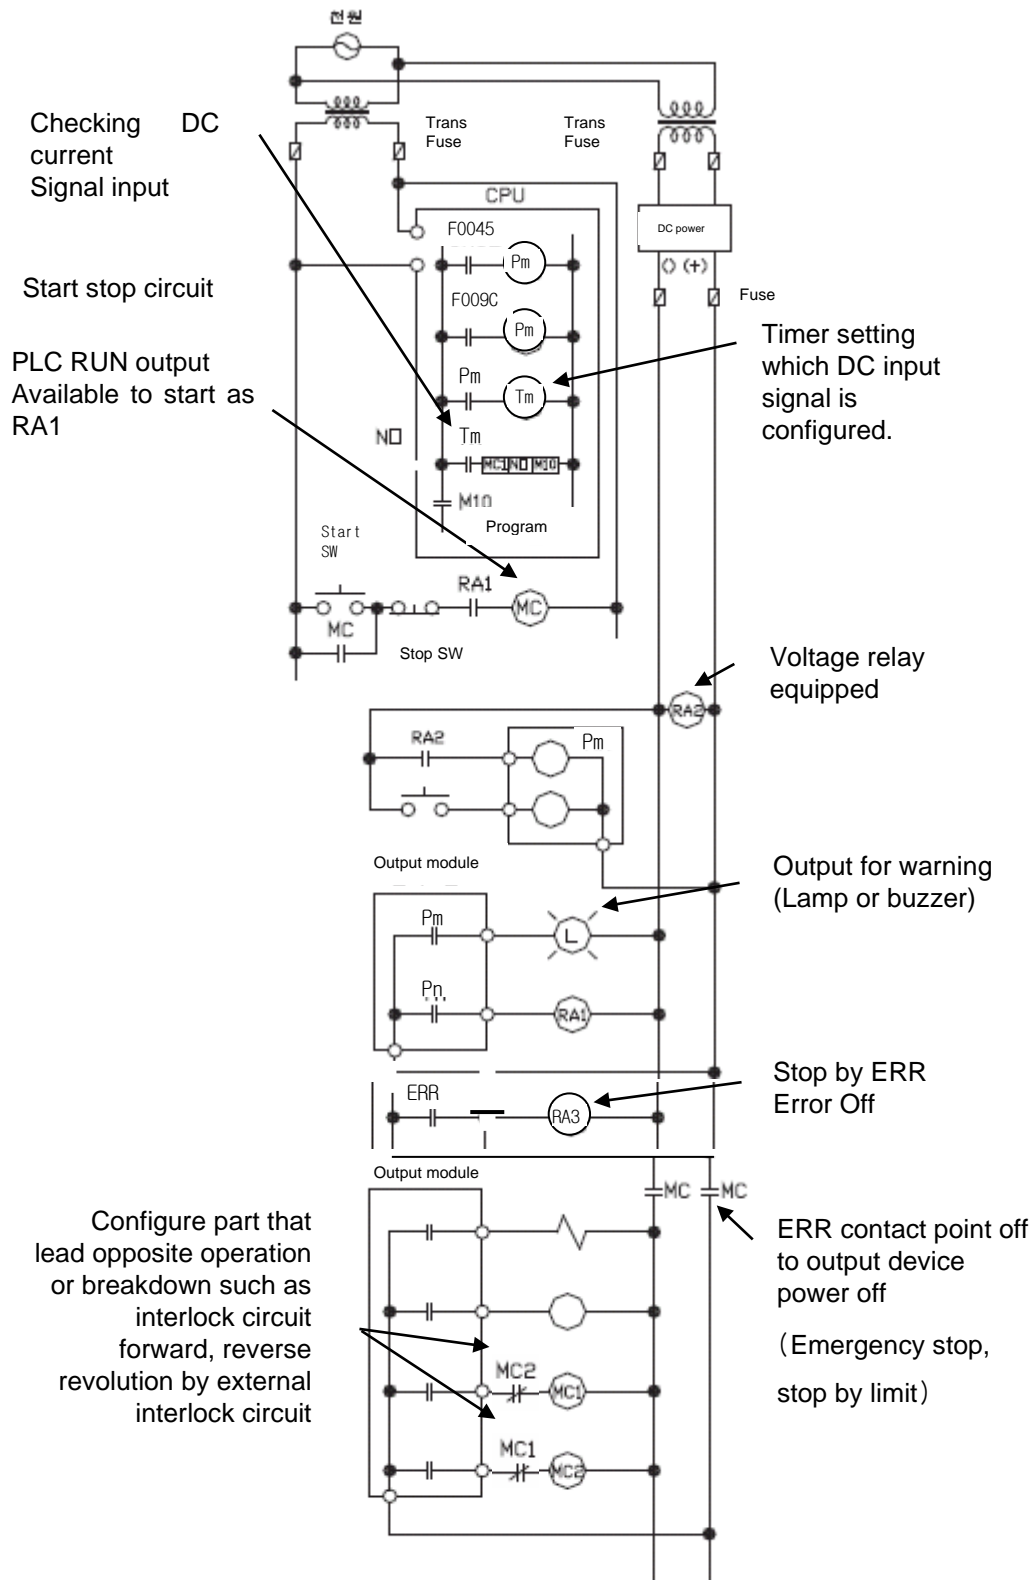 전원
Checking DC
current
Signal input
Trans
Fuse
Trans
Fuse
CPU
F0045
Pm
DC power
() (+)
Start stop circuit
F009C
Pm
Fuse
PLC RUN output
Available to start as
RA1
Pm
Tm
Timer setting
which DC input
signal is
configured.
N□
Tm
MC1 N□ M10
M10
Program
Start
SW
RA1
MC
MC
Stop SW
Voltage relay
equipped
RA2
RA2
Pm
Output module
Output for warning
(Lamp or buzzer)
Pm
L
Pn
RA1
Stop by ERR
Error Off
ERR
RA3
Output module
MC
MC
Configure part that
lead opposite operation
or breakdown such as
interlock circuit
forward, reverse
revolution by external
interlock circuit
ERR contact point off
to output device
power off
(Emergency stop,
stop by limit)
MC2
MC1
MC1
MC2